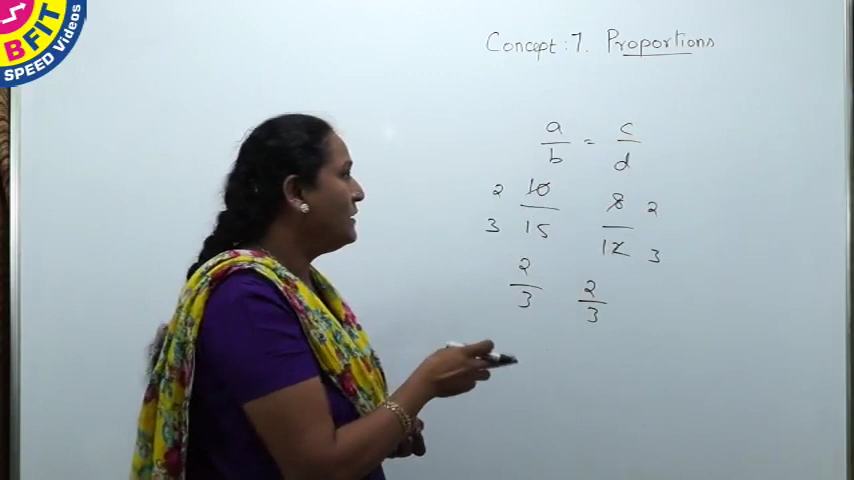 BFIT
SPEED Videos
Concept : 7. Proportions
a/b = c/d
2 10/15 3
8/12 2 3
2/3 2/3